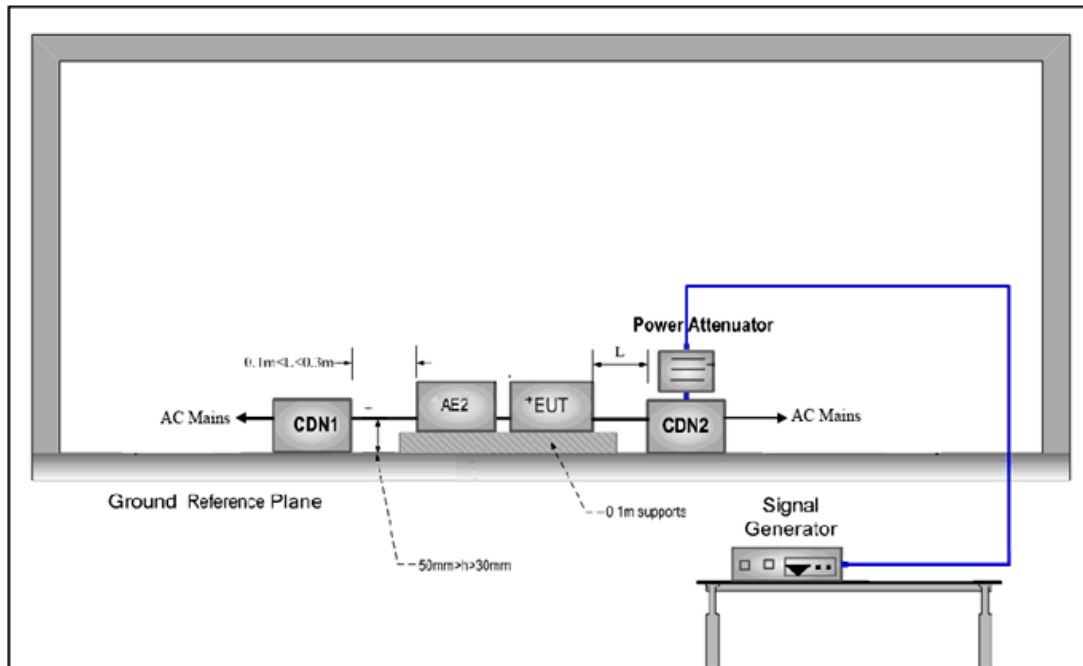 Power Attenuator
0.1m<L<0.3m
L
AC Mains
CDN1
AE2
+EUT
CDN2
AC Mains
Ground Reference Plane
0 1m supports
50mm>h>30mm
Signal
Generator